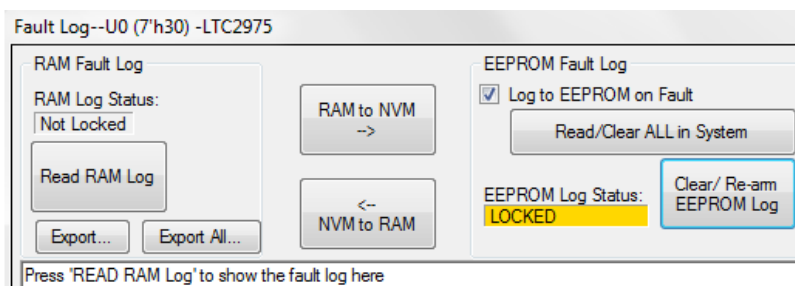 Fault Log--U0 (7'h30) -LTC2975
RAM Fault Log
RAM Log Status:
Not Locked
Read RAM Log
Export...
Export All...
RAM to NVM
-->
<--
NVM to RAM
EEPROM Fault Log
Log to EEPROM on Fault
Read/Clear ALL in System
EEPROM Log Status:
LOCKED
Clear/ Re-arm
EEPROM Log
Press 'READ RAM Log' to show the fault log here